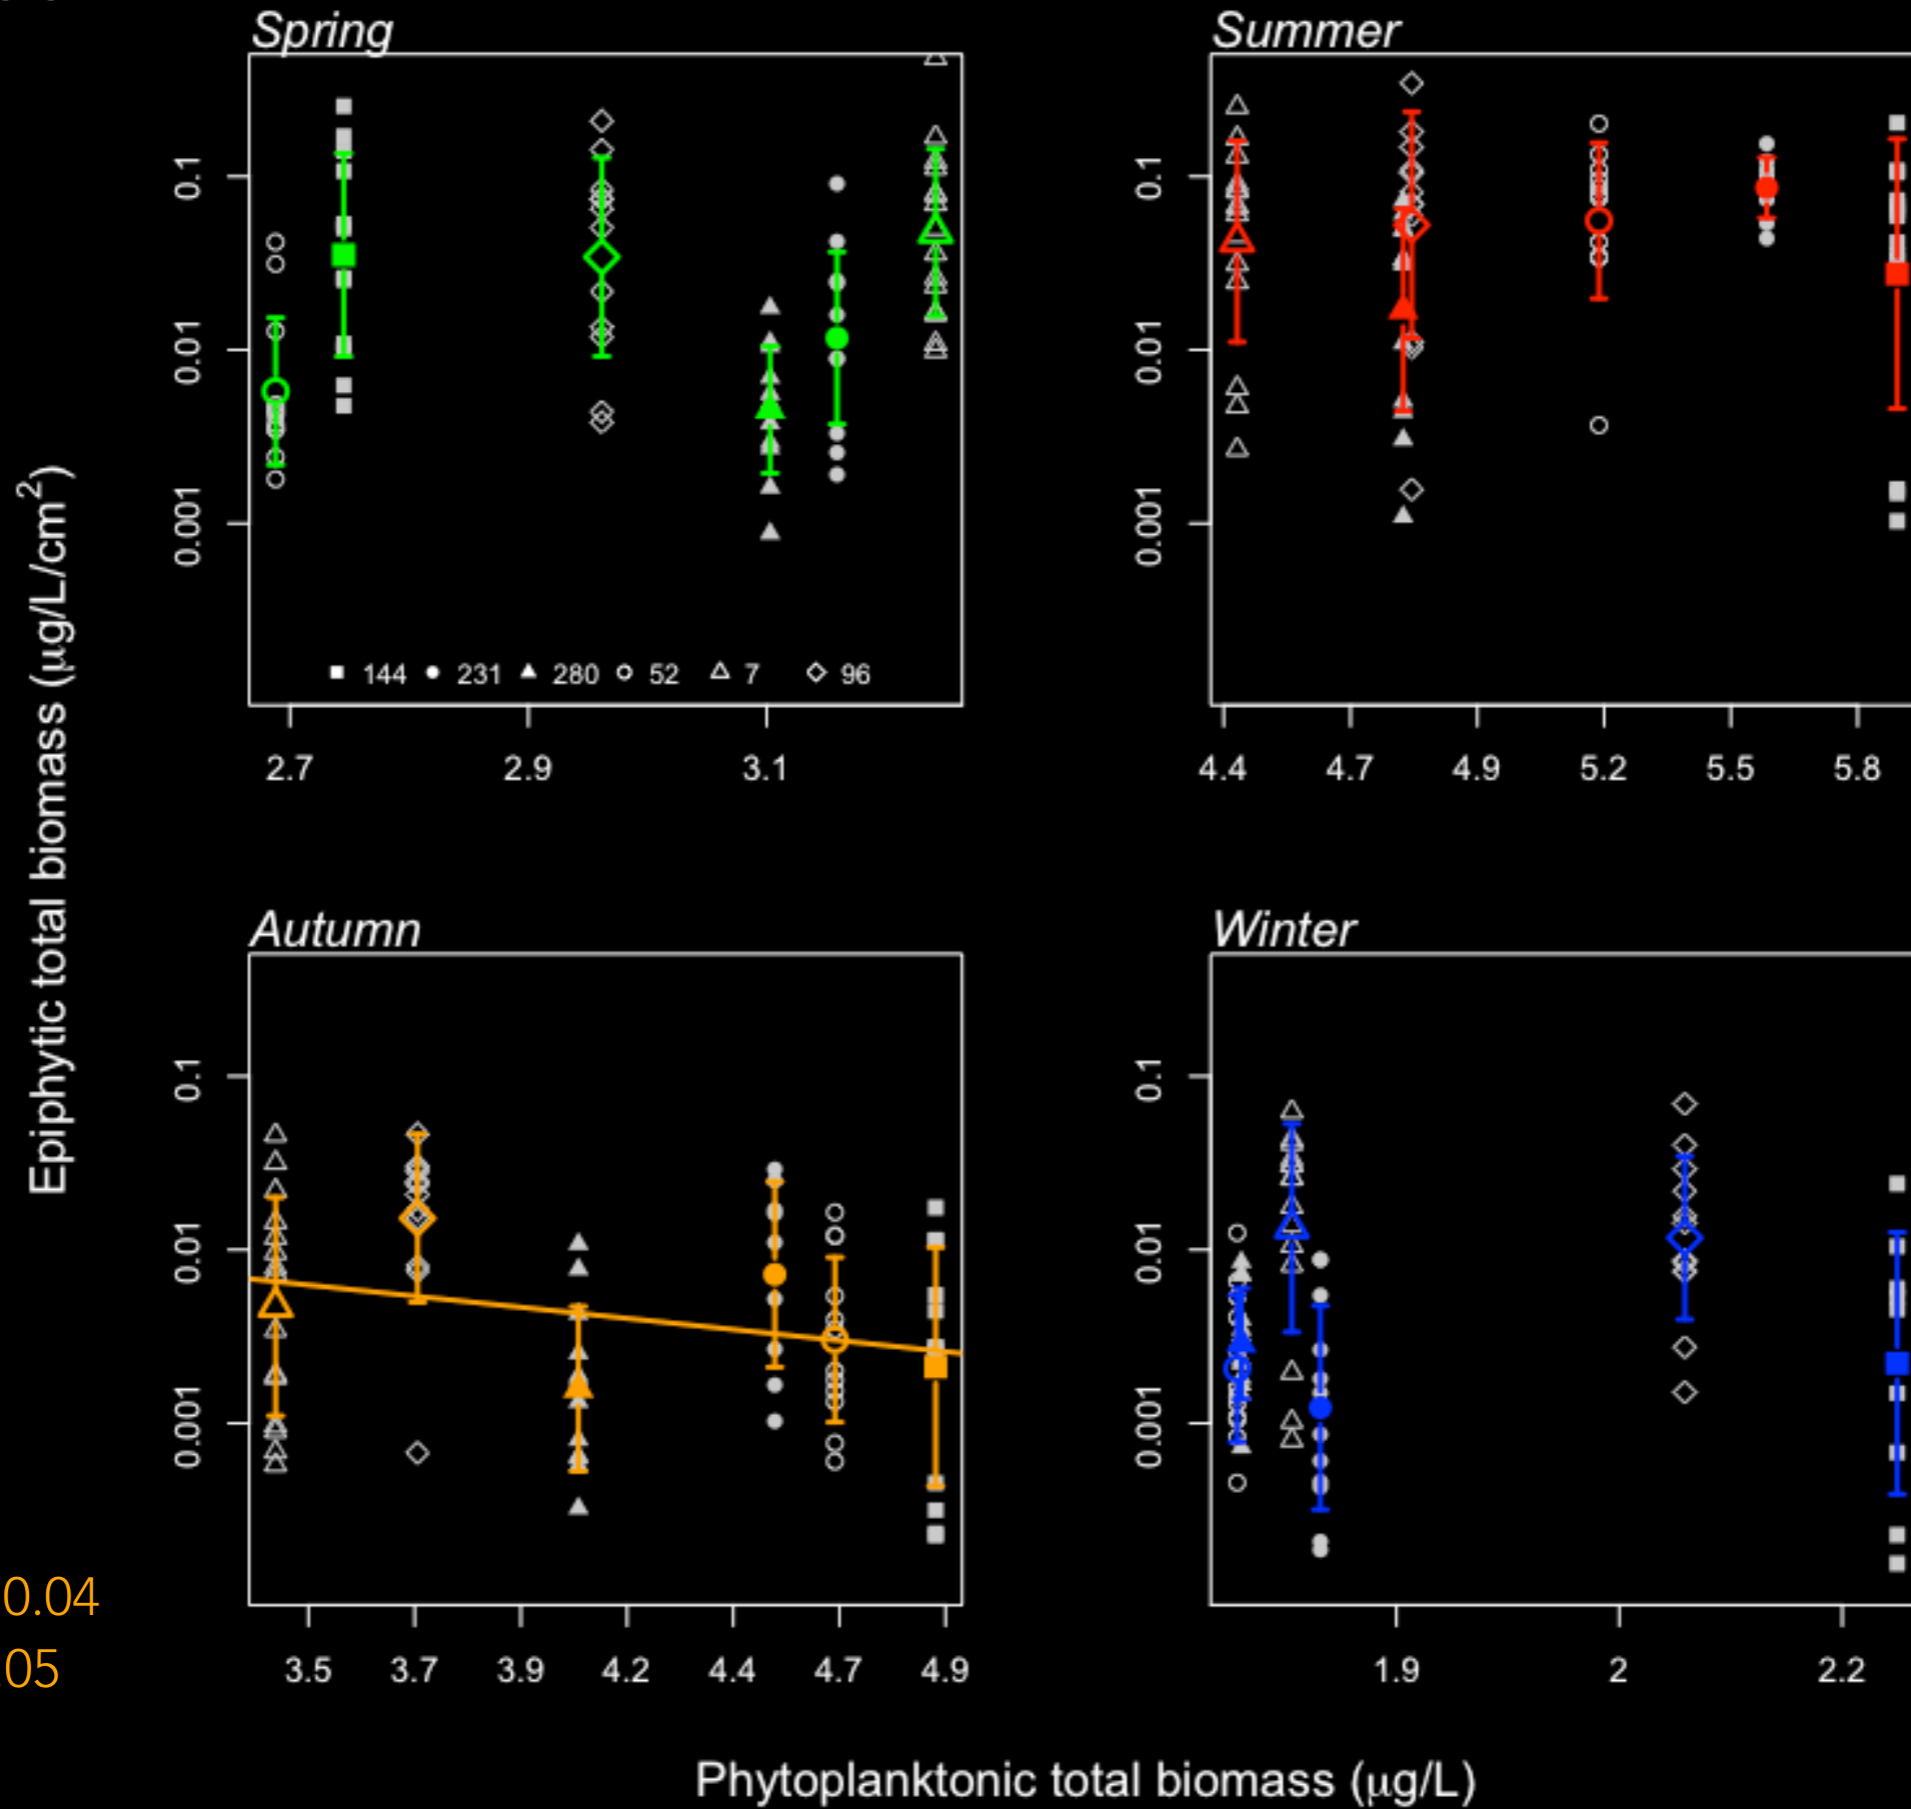 Spring
Summer
Epiphytic total biomass (μg/L/cm²)
0.1
0.01
0.001
144 231 280 52 7 96
2.7 2.9 3.1
0.1
0.01
0.001
4.4 4.7 4.9 5.2 5.5 5.8
Autumn
Winter
0.1
0.01
0.001
3.5 3.7 3.9 4.2 4.4 4.7 4.9
0.1
0.01
0.001
1.9 2 2.2
0.04
.05
Phytoplanktonic total biomass (μg/L)